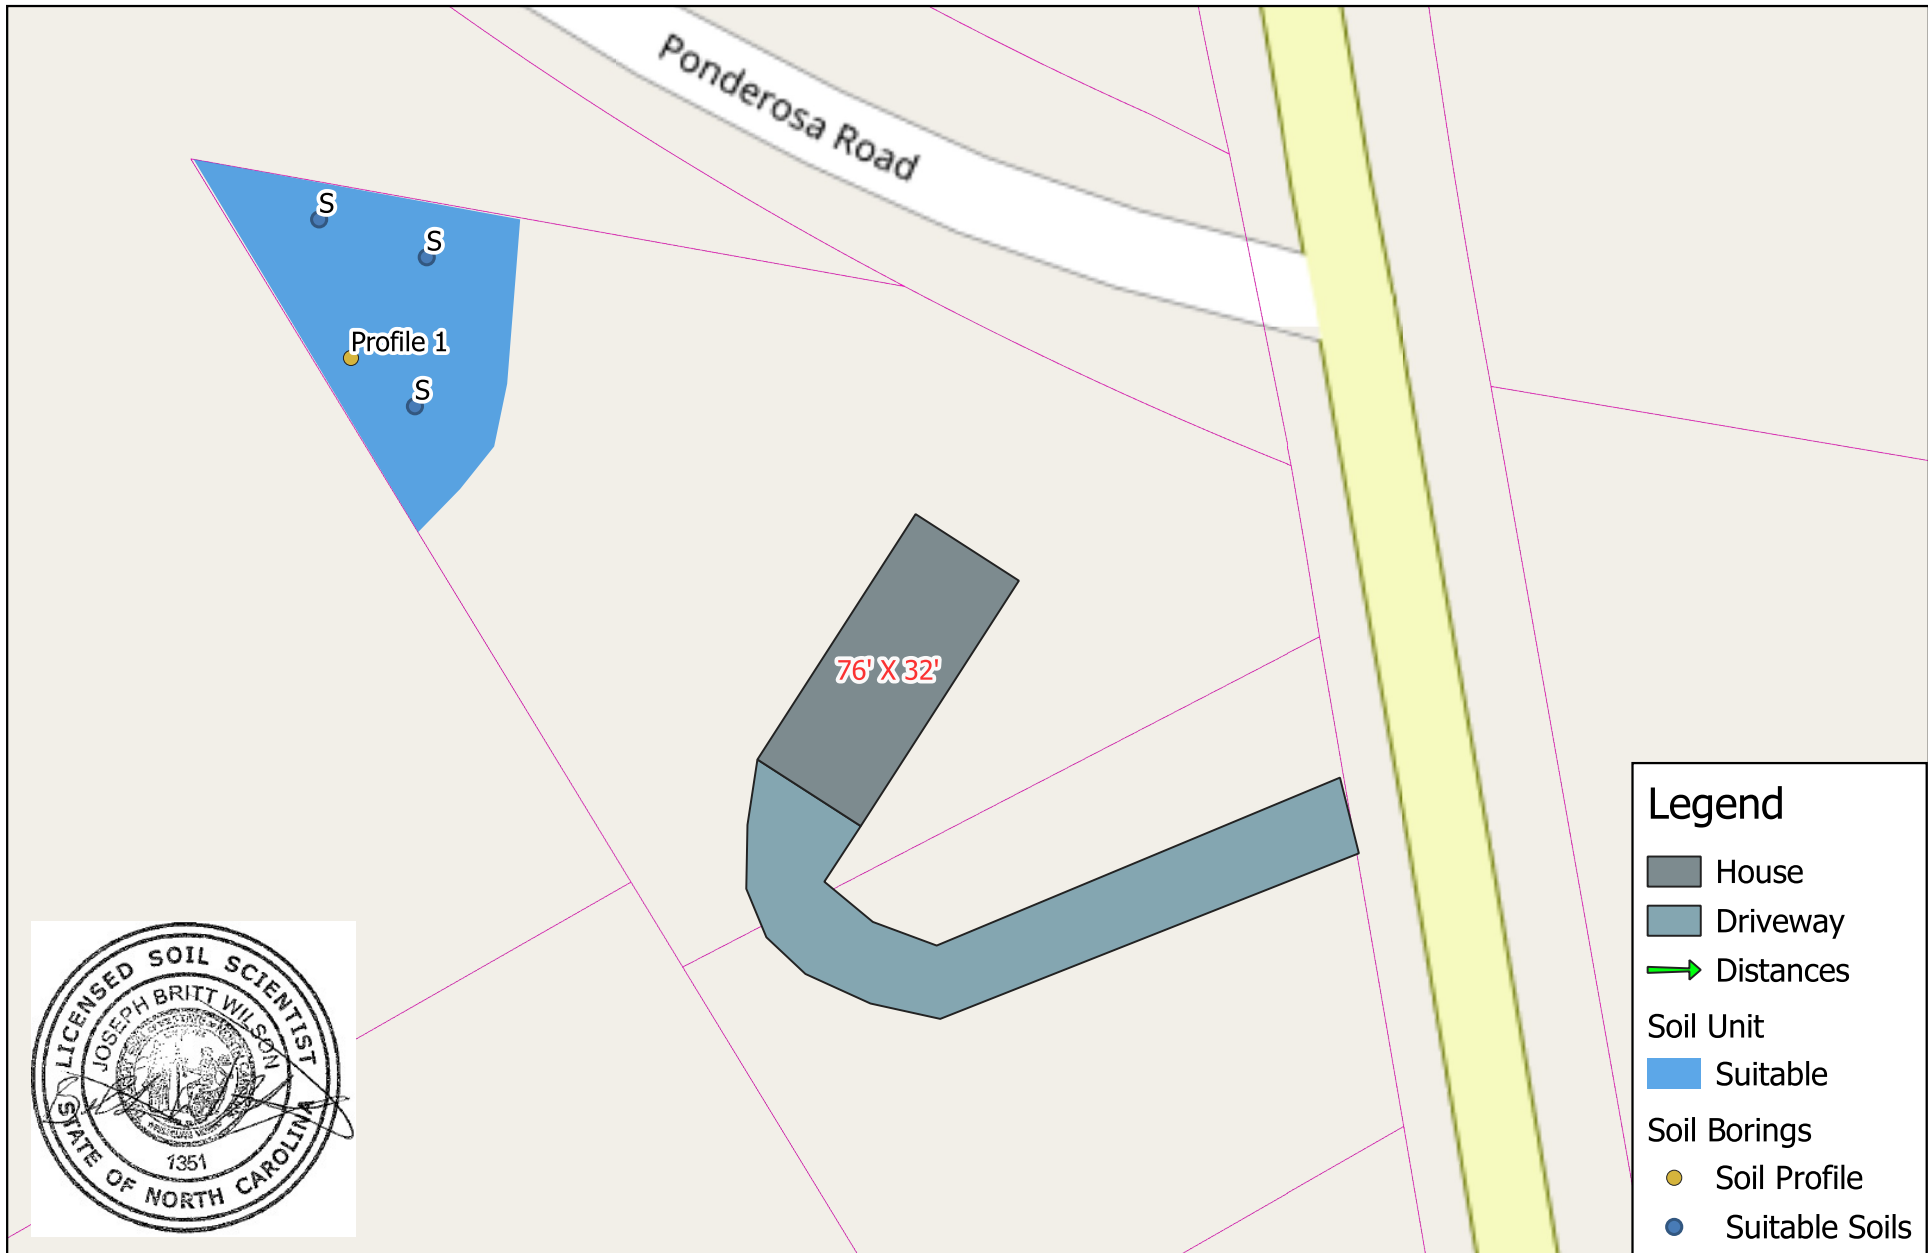 Ponderosa Road
S
S
Profile 1
S
76' X 32'
Legend
House
Driveway
Distances
Soil Unit
Suitable
Soil Borings
Soil Profile
Suitable Soils
LICENSED SOIL SCIENTIST
JOSEPH BRITT WILSON
1351
STATE OF NORTH CAROLINA